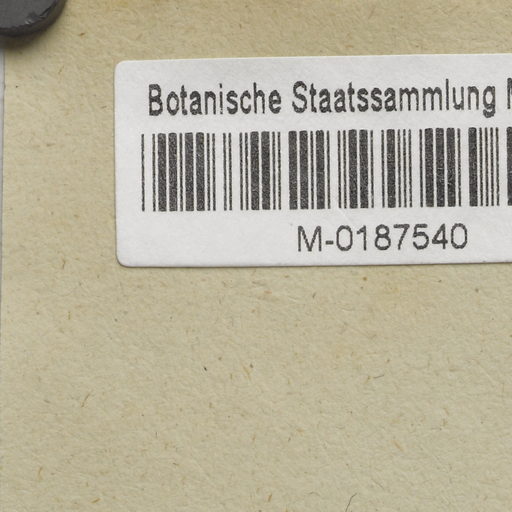 Botanische Staatssammlung
M-0187540